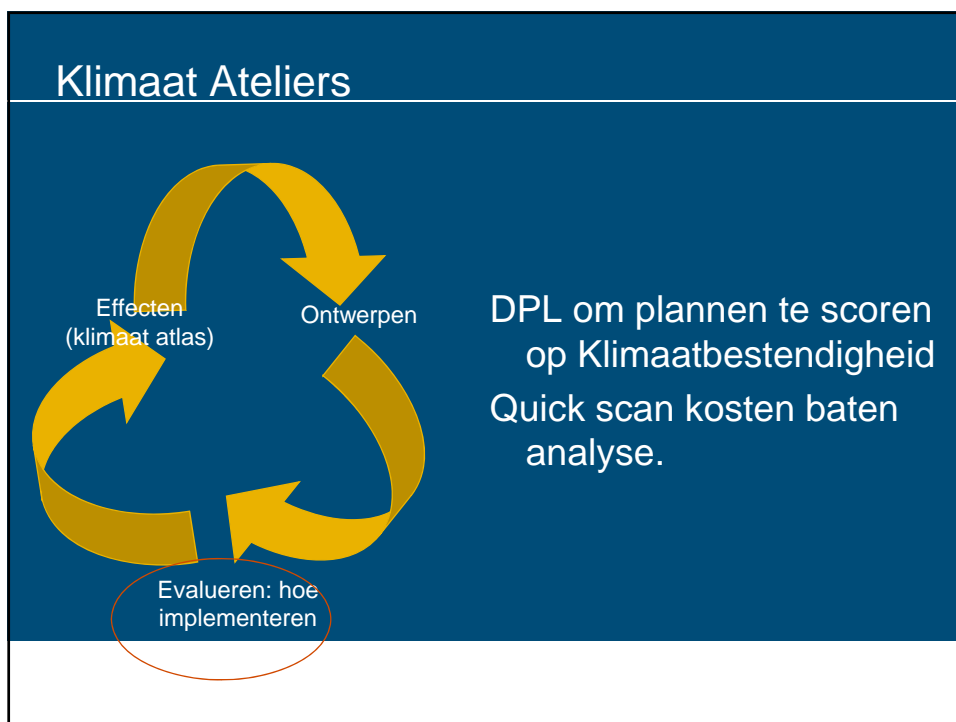 Klimaat Ateliers
Effecten
(klimaat atlas)
Ontwerpen
Evalueren: hoe
implementeren
DPL om plannen te scoren
op Klimaatbestendigheid
Quick scan kosten baten
analyse.